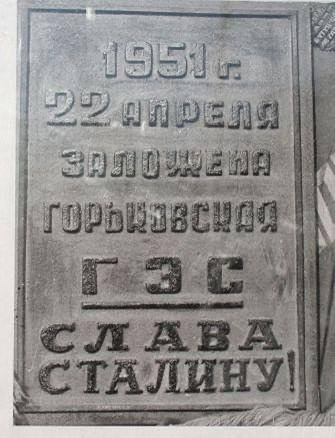 1951 г.
22 АПРЕЛЯ
ЗАЛОЖЕНА
ГОРЬКОВСКАЯ
ГЭС
СЛАВА
СТАЛИНУ!